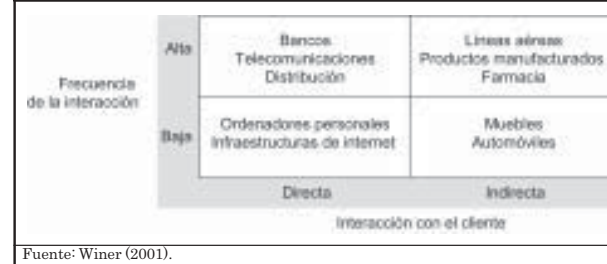 Alta
Bancos
Telecomunicaciones
Distribución
Líneas aéreas
Productos manufacturados
Farmacia
Frecuencia
de la interacción
Baja
Ordenadores personales
Infraestructuras de internet
Muebles
Automóviles
Directa
Indirecta
Interacción con el cliente
Fuente: Winer (2001).